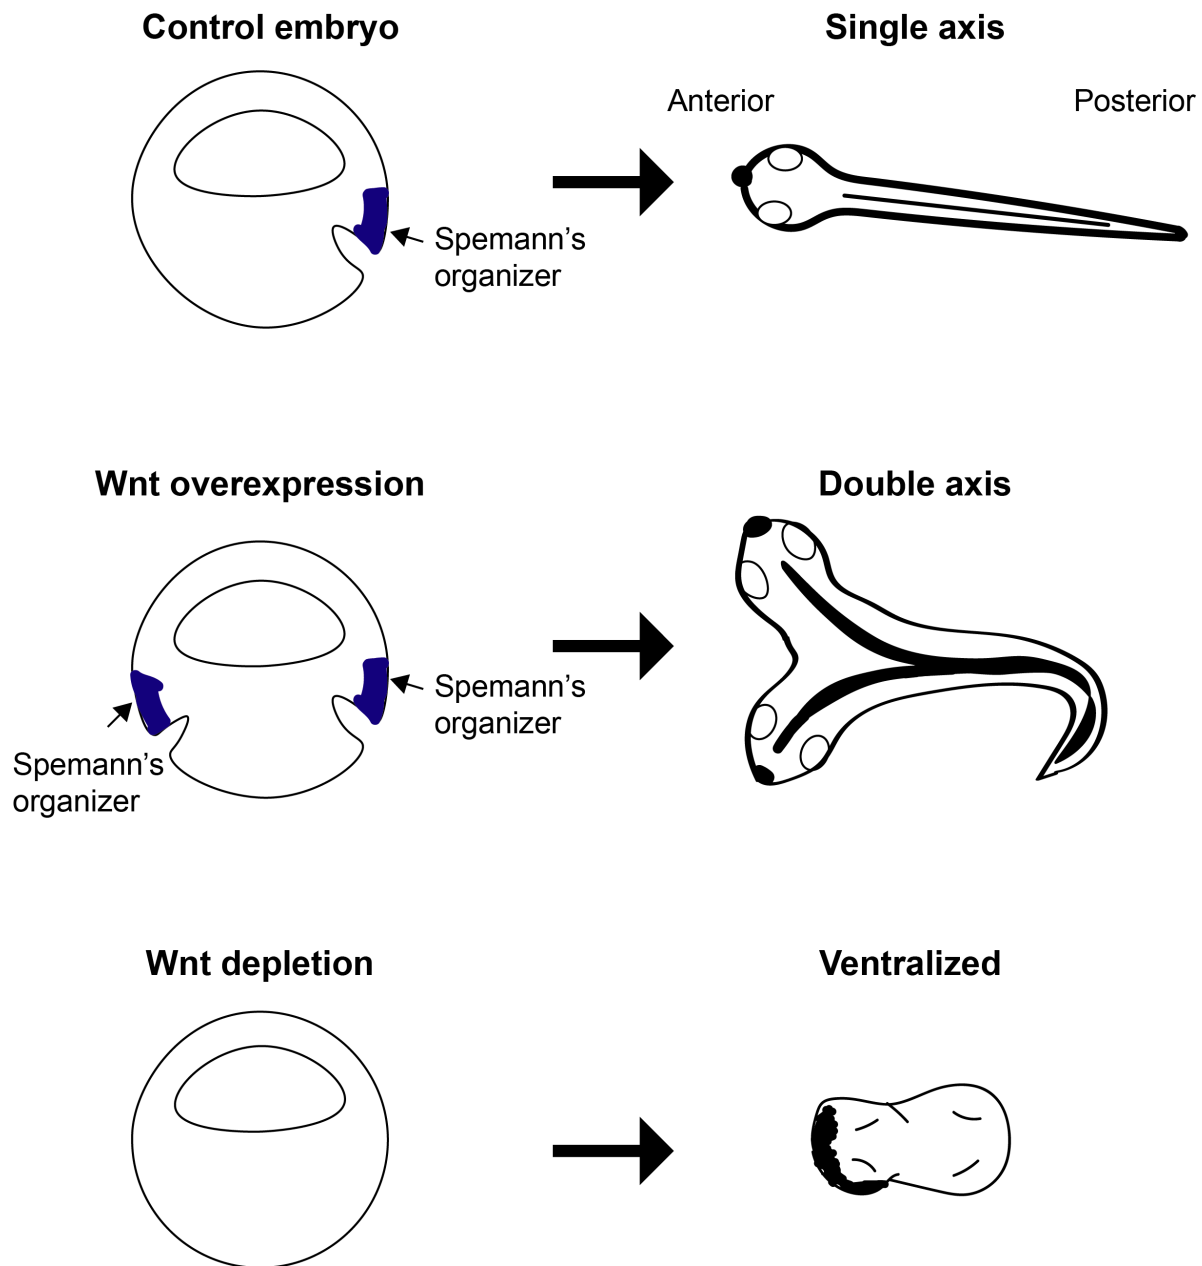 Control embryo
Single axis
Anterior
Posterior
Spemann's
organizer
Wnt overexpression
Double axis
Spemann's
organizer
Spemann's
organizer
Wnt depletion
Ventralized